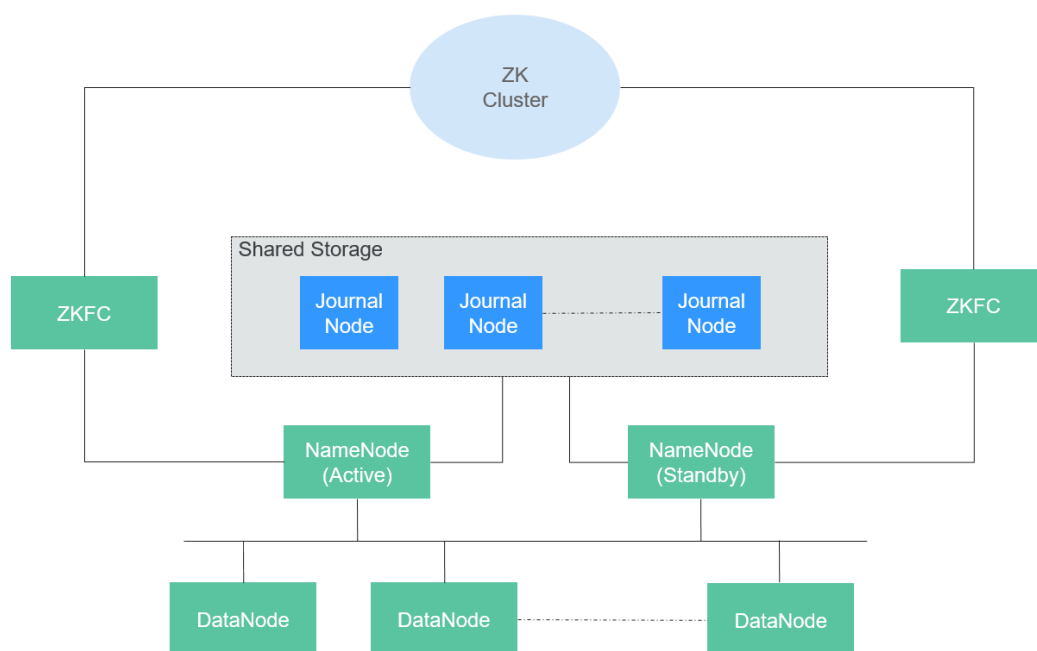 ZK
Cluster
Shared Storage
Journal
Node
Journal
Node
Journal
Node
ZKFC
ZKFC
NameNode
(Active)
NameNode
(Standby)
DataNode
DataNode
DataNode